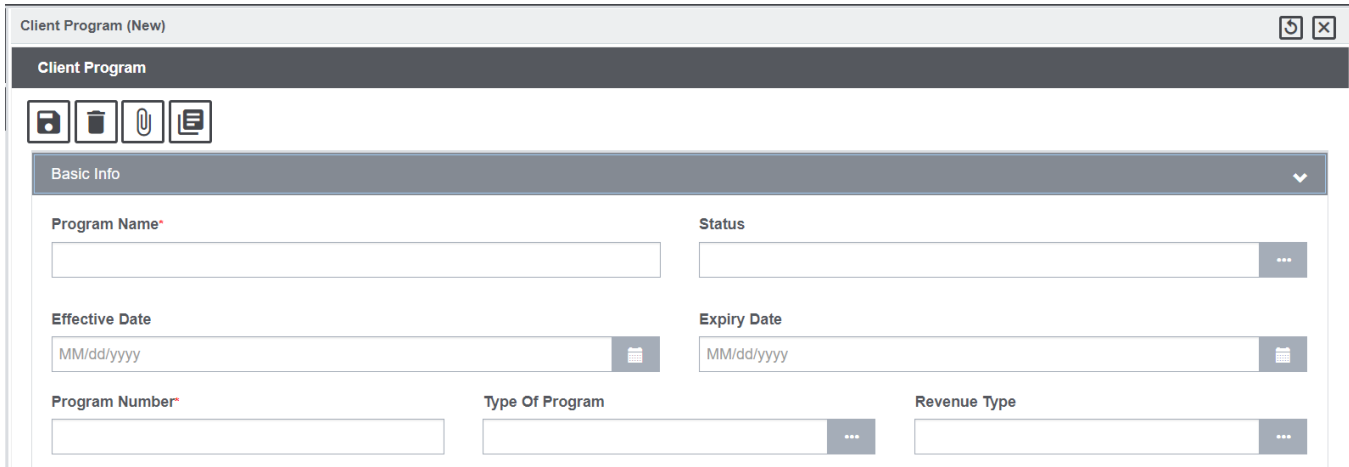 Client Program (New)
Client Program
Basic Info
Program Name*
Status
Effective Date
Expiry Date
MM/dd/yyyy
MM/dd/yyyy
Program Number*
Type Of Program
Revenue Type